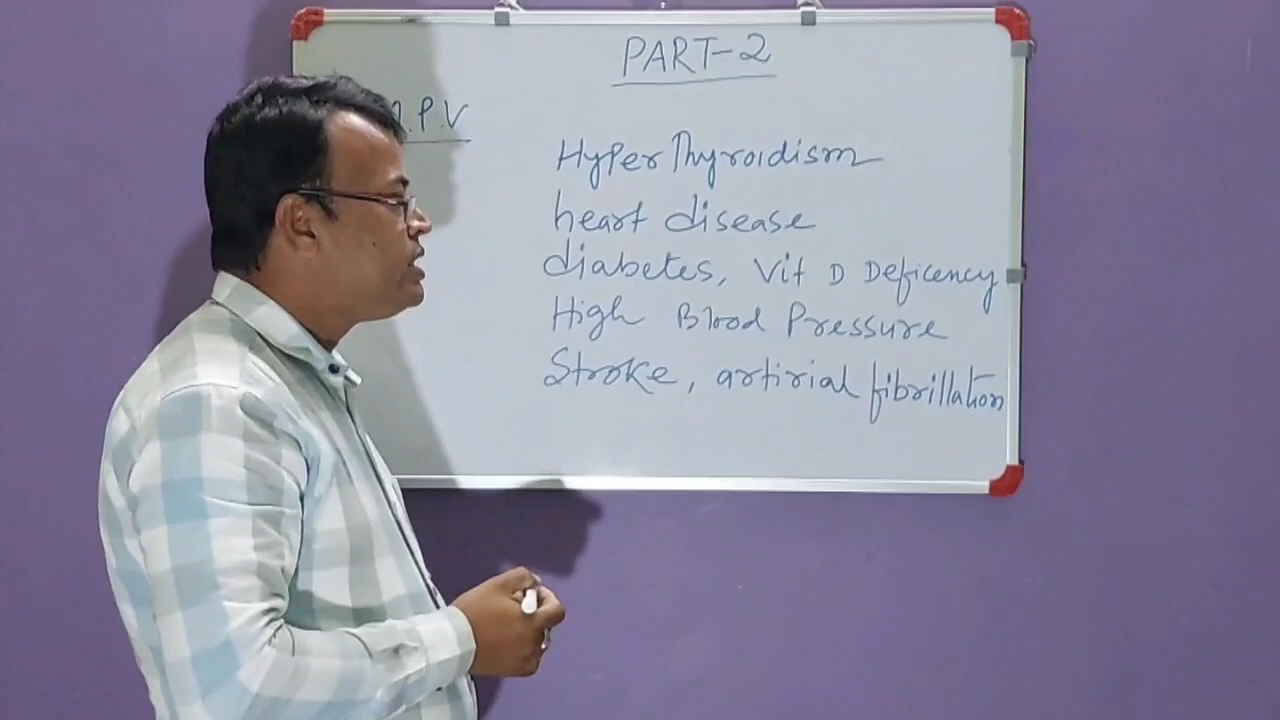 PART-2
.P.V
HyperThyroidism
heart disease
diabetes, Vit D Deficency
High Blood Pressure
Stroke, artirial fibrillation